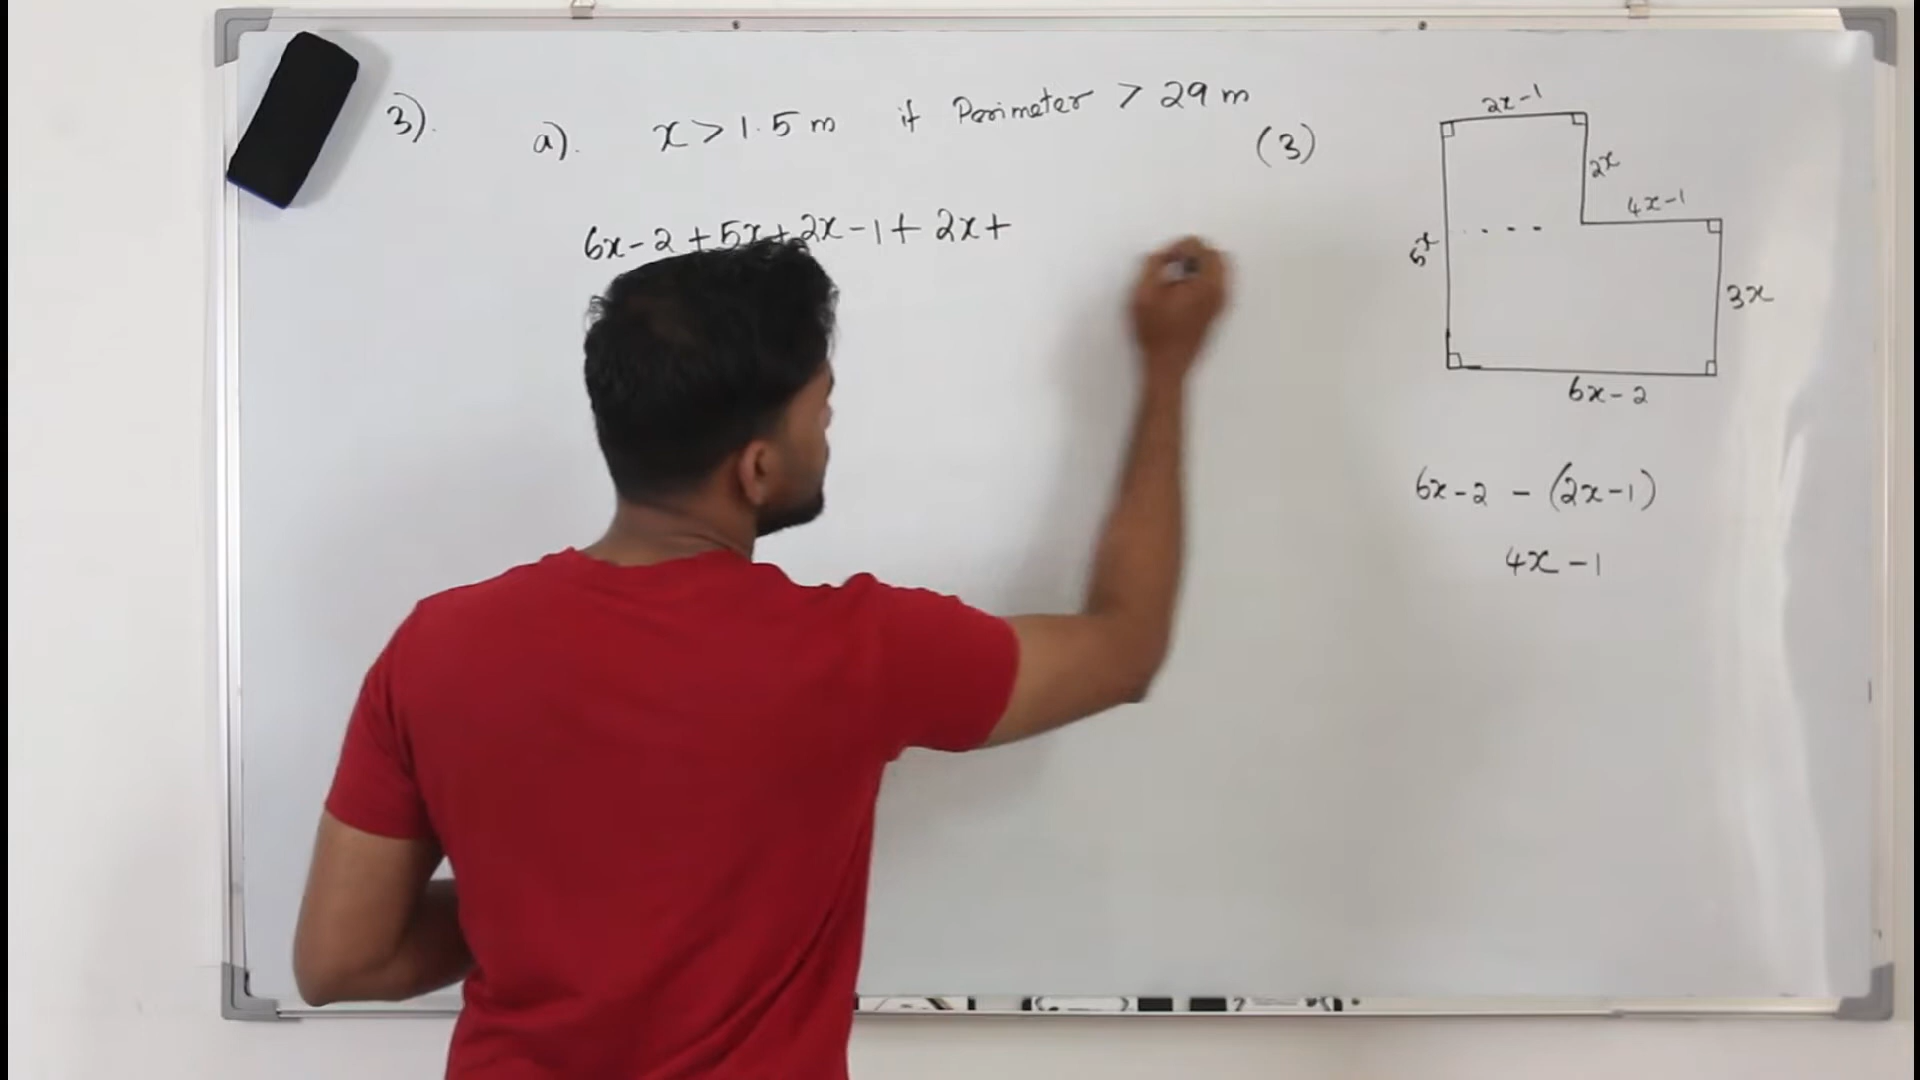 3).
a). x > 1.5 m if Perimeter > 29 m
(3)
6x - 2 + 5x + 2x - 1 + 2x +
2x-1
2x
4x-1
5x
3x
6x-2
6x-2 - (2x-1)
4x-1